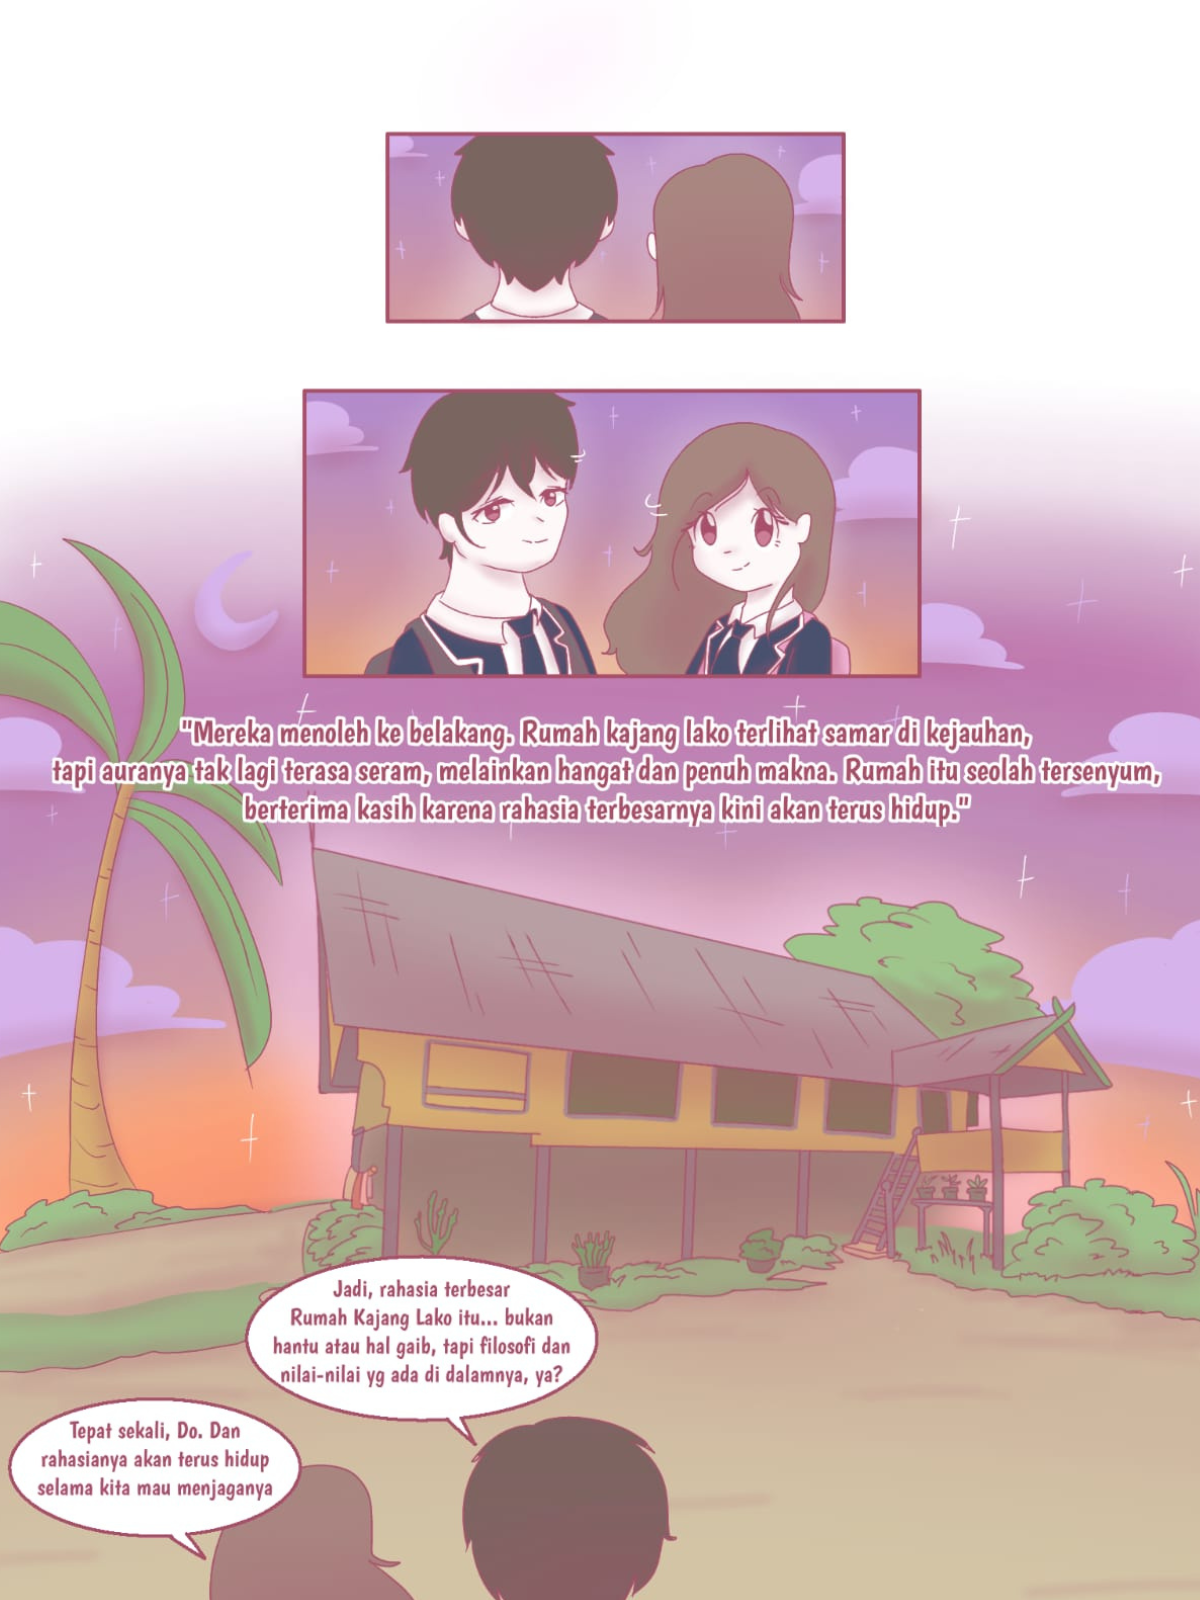 "Mereka menoleh ke belakang. Rumah kajang lako terlihat samar di kejauhan,
tapi auranya tak lagi terasa seram, melainkan hangat dan penuh makna. Rumah itu seolah tersenyum,
berterima kasih karena rahasia terbesarnya kini akan terus hidup."
Jadi, rahasia terbesar
Rumah Kajang Lako itu... bukan
hantu atau hal gaib, tapi filosofi dan
nilai-nilai yg ada di dalamnya, ya?
Tepat sekali, Do. Dan
rahasianya akan terus hidup
selama kita mau menjaganya